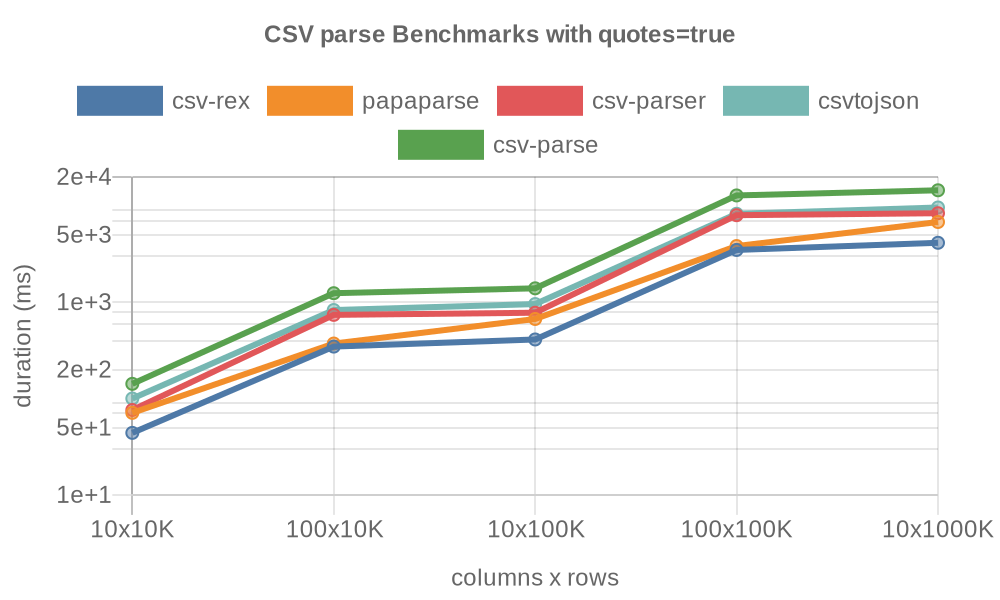 CSV parse Benchmarks with quotes=true
csv-rex papaparse csv-parser csvtojson
csv-parse
2e+4
5e+3
1e+3
2e+2
5e+1
1e+1
duration (ms)
10x10K 100x10K 10x100K 100x100K 10x1000K
columns x rows